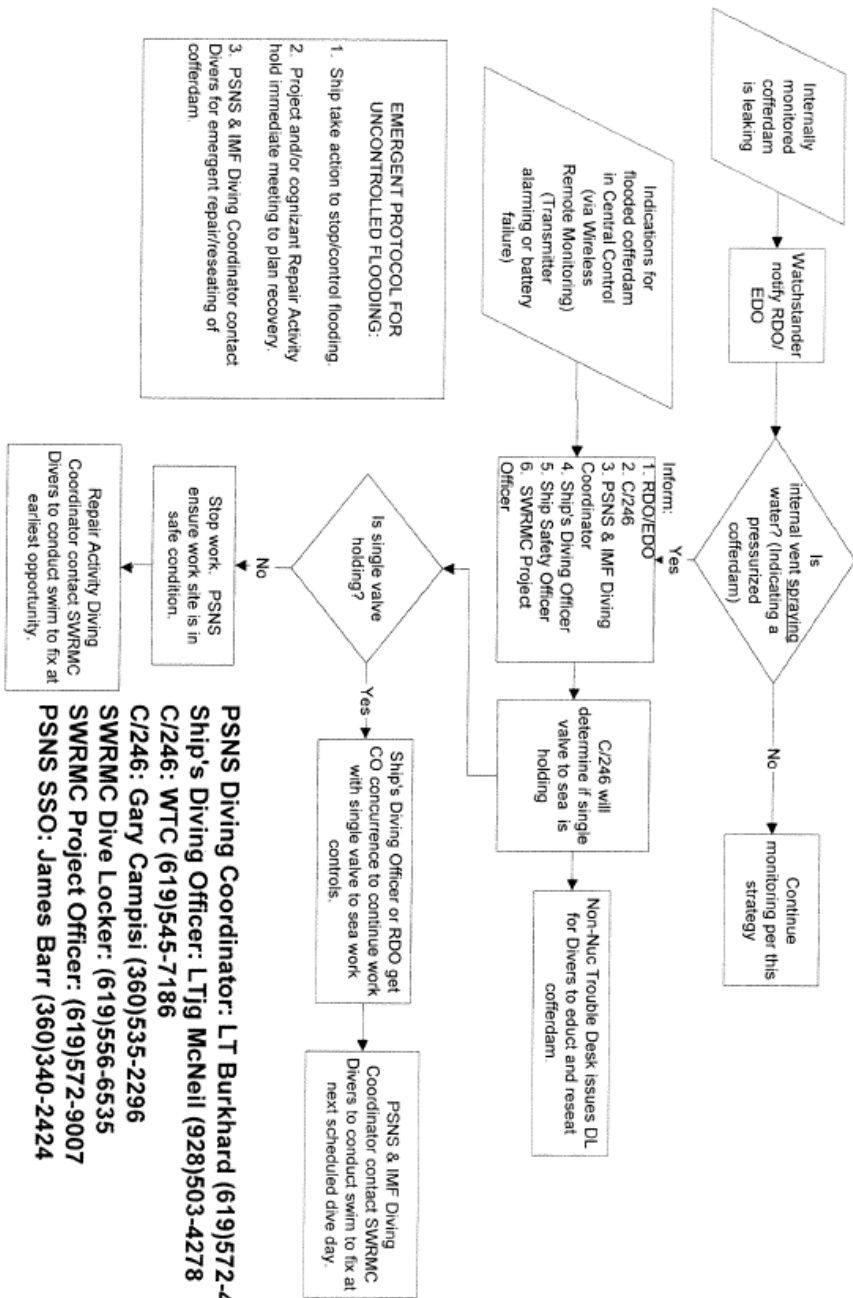 Internally
monitored
cofferdam
is leaking
Watchstander
notify RDO/
EDO
Is
internal vent spraying
water? (Indicating a
pressurized
cofferdam)
No
Continue
monitoring per this
strategy
Yes
Indications for
flooded cofferdam
in Central Control
(via Wireless
Remote Monitoring)
(Transmitter
alarming or battery
failure)
Inform:
1. RDO/EDO
2. C/246
3. PSNS & IMF Diving
Coordinator
4. Ship's Diving Officer
5. Ship Safety Officer
6. SWRMC Project
Officer
C/246 will
determine if single
valve to sea is
holding
Non-Nuc Trouble Desk issues DL
for Divers to educt and reseat
cofferdam.
EMERGENT PROTOCOL FOR
UNCONTROLLED FLOODING:
1. Ship take action to stop/control flooding.
2. Project and/or cognizant Repair Activity
hold immediate meeting to plan recovery.
3. PSNS & IMF Diving Coordinator contact
Divers for emergent repair/reseating of
cofferdam.
Is single valve
holding?
Yes
Ship's Diving Officer or RDO get
CO concurrence to continue work
with single valve to sea work
controls.
PSNS & IMF Diving
Coordinator contact SWRMC
Divers to conduct swim to fix at
next scheduled dive day.
No
Stop work. PSNS
ensure work site is in
safe condition.
Repair Activity Diving
Coordinator contact SWRMC
Divers to conduct swim to fix at
earliest opportunity.
PSNS Diving Coordinator: LT Burkhard (619)572-
Ship's Diving Officer: LTjg McNeil (928)503-4278
C/246: WTC (619)545-7186
C/246: Gary Campisi (360)535-2296
SWRMC Dive Locker: (619)556-6535
SWRMC Project Officer: (619)572-9007
PSNS SSO: James Barr (360)340-2424